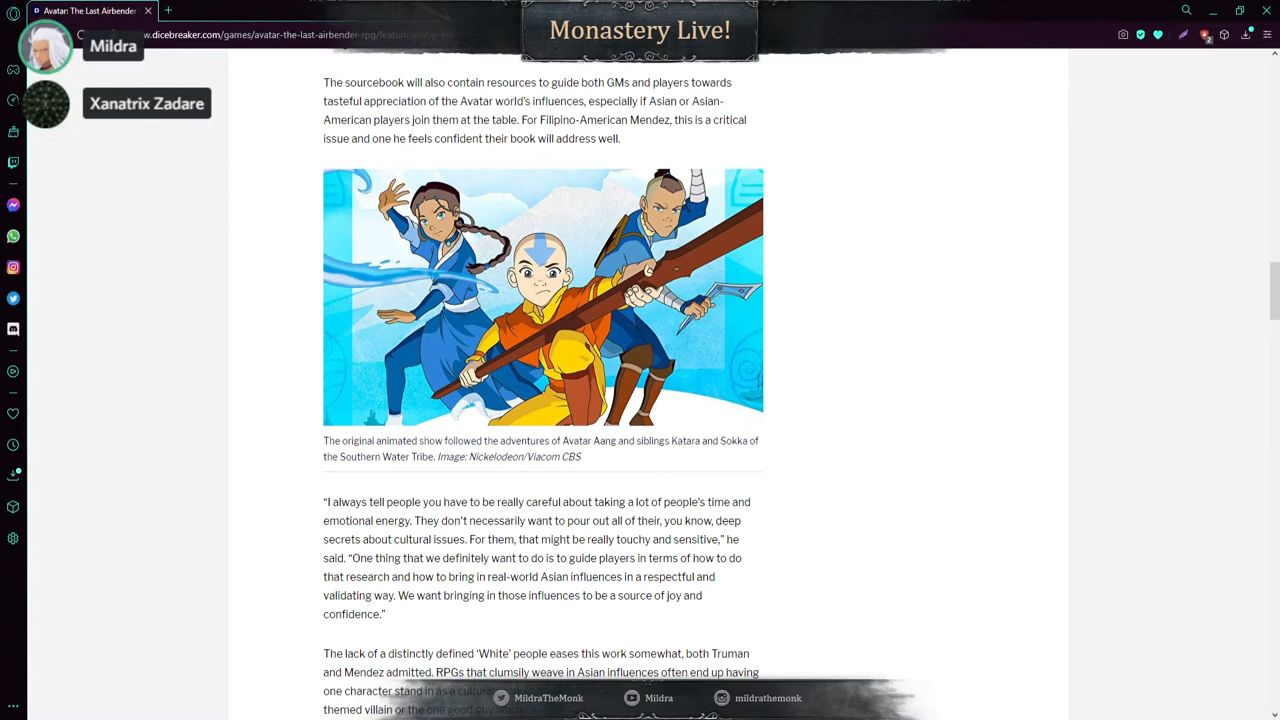 Avatar: The Last Airbender
Monastery Live!
Mildra
w.dicebreaker.com/games/avatar-the-last-airbender-rpg/feature/avatar
2
Xanatrix Zadare
The sourcebook will also contain resources to guide both GMs and players towards
tasteful appreciation of the Avatar world's influences, especially if Asian or Asian-
American players join them at the table. For Filipino-American Mendez, this is a critical
issue and one he feels confident their book will address well.
The original animated show followed the adventures of Avatar Aang and siblings Katara and Sokka of
the Southern Water Tribe. Image: Nickelodeon/Viacom CBS
“I always tell people you have to be really careful about taking a lot of people's time and
emotional energy. They don't necessarily want to pour out all of their, you know, deep
secrets about cultural issues. For them, that might be really touchy and sensitive,” he
said. “One thing that we definitely want to do is to guide players in terms of how to do
that research and how to bring in real-world Asian influences in a respectful and
validating way. We want bringing in those influences to be a source of joy and
confidence.”
The lack of a distinctly defined ‘White’ people eases this work somewhat, both Truman
and Mendez admitted. RPGs that clumsily weave in Asian influences often end up having
one character stand in as a cultural
themed villain or the one good guy who
MildraTheMonk
Mildra
mildrathemonk